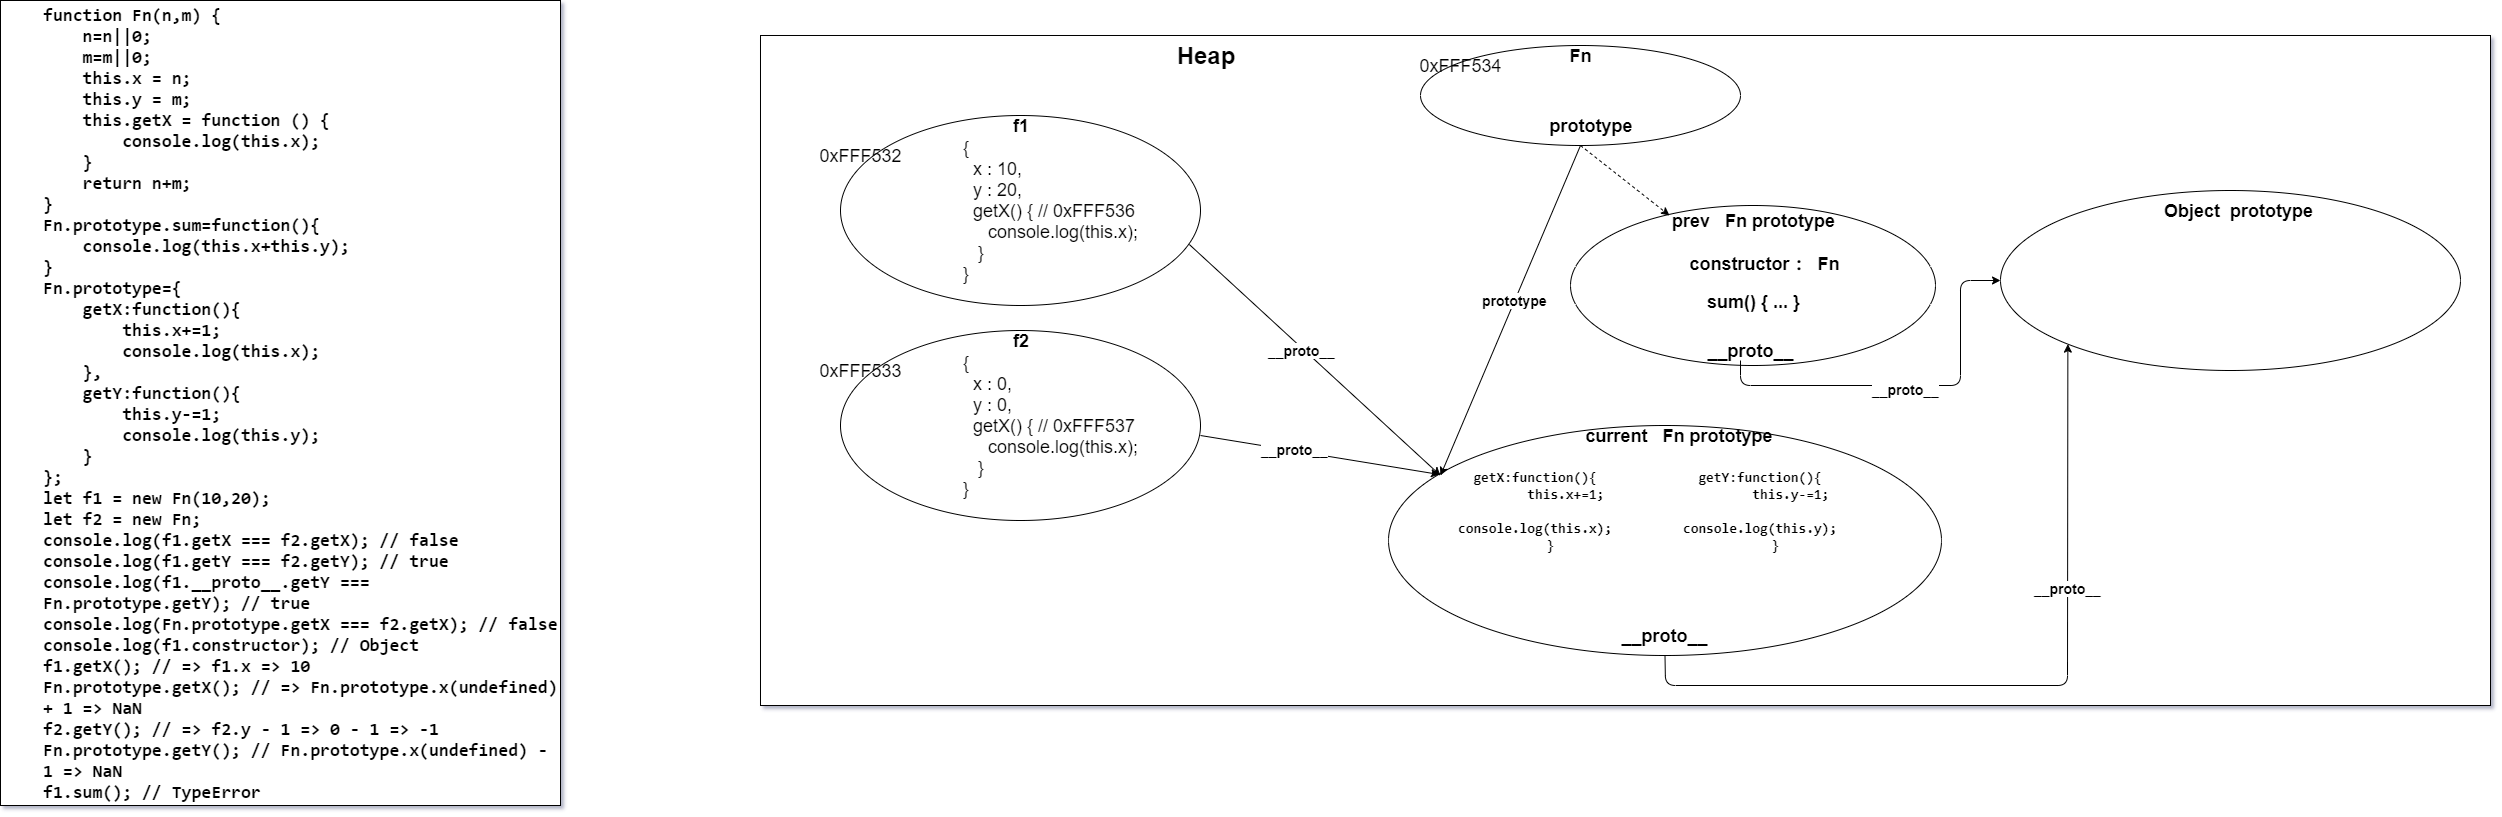 function Fn(n,m) {
    n=n||0;
    m=m||0;
    this.x = n;
    this.y = m;
    this.getX = function () {
        console.log(this.x);
    }
    return n+m;
}
Fn.prototype.sum=function(){
    console.log(this.x+this.y);
}
Fn.prototype={
    getX:function(){
        this.x+=1;
        console.log(this.x);
    },
    getY:function(){
        this.y-=1;
        console.log(this.y);
    }
};
let f1 = new Fn(10,20);
let f2 = new Fn;
console.log(f1.getX === f2.getX); // false
console.log(f1.getY === f2.getY); // true
console.log(f1.__proto__.getY ===
Fn.prototype.getY); // true
console.log(Fn.prototype.getX === f2.getX); // false
console.log(f1.constructor); // Object
f1.getX(); // => f1.x => 10
Fn.prototype.getX(); // => Fn.prototype.x(undefined)
+ 1 => NaN
f2.getY(); // => f2.y - 1 => 0 - 1 => -1
Fn.prototype.getY(); // Fn.prototype.x(undefined) -
1 => NaN
f1.sum(); // TypeError
Heap
f1
0xFFF532
{
  x : 10,
  y : 20,
  getX() { // 0xFFF536
     console.log(this.x);
   }
}
__proto__
f2
0xFFF533
{
  x : 0,
  y : 0,
  getX() { // 0xFFF537
     console.log(this.x);
   }
}
__proto__
Fn
0xFFF534
prototype
prototype
prev Fn prototype
constructor : Fn
sum() { ... }
__proto__
__proto__
Object prototype
current Fn prototype
getX:function(){
        this.x+=1;

console.log(this.x);
}
getY:function(){
        this.y-=1;

console.log(this.y);
}
__proto__
__proto__